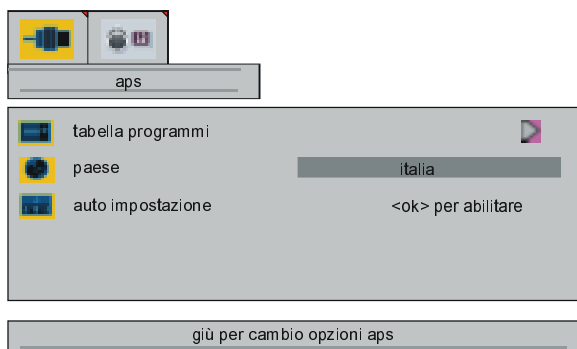 aps
tabella programmi
paese italia
auto impostazione <ok> per abilitare
giù per cambio opzioni aps